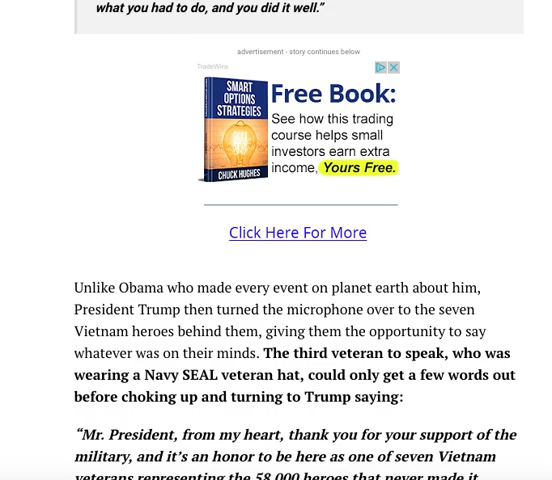 what you had to do, and you did it well.”
advertisement - story continues below
TradeWins
SMART
OPTIONS
STRATEGIES
CHUCK HUGHES
Free Book:
See how this trading
course helps small
investors earn extra
income, Yours Free.
Click Here For More
Unlike Obama who made every event on planet earth about him,
President Trump then turned the microphone over to the seven
Vietnam heroes behind them, giving them the opportunity to say
whatever was on their minds. The third veteran to speak, who was
wearing a Navy SEAL veteran hat, could only get a few words out
before choking up and turning to Trump saying:
“Mr. President, from my heart, thank you for your support of the
military, and it’s an honor to be here as one of seven Vietnam
veterans representing the 58,000 heroes that never made it